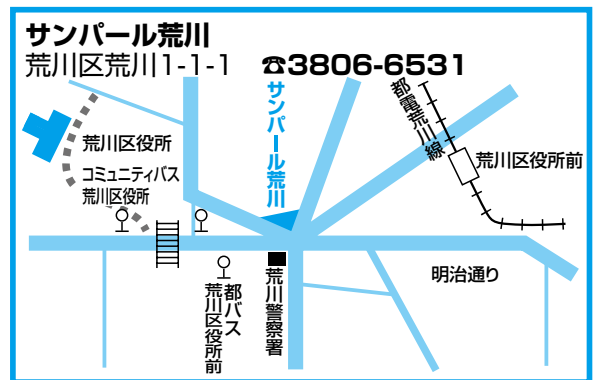 サンパール荒川
荒川区荒川1-1-1 ☎3806-6531
サンパール荒川
都電荒川線
荒川区役所
荒川区役所前
コミュニティバス
荒川区役所
明治通り
荒川警察署
都バス
荒川区役所前